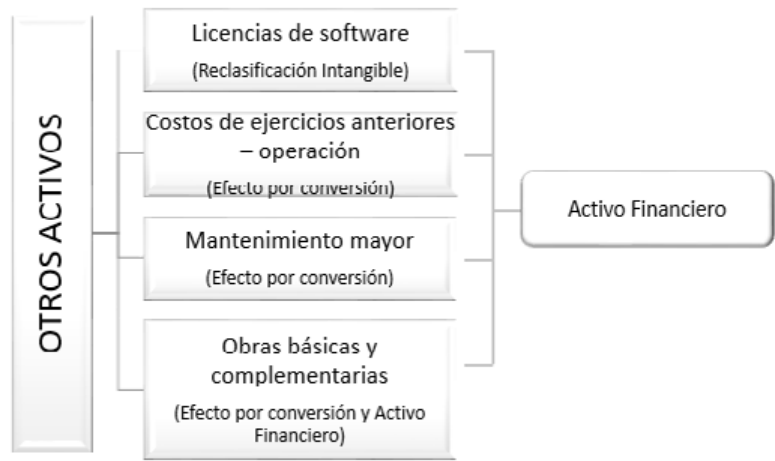 OTROS ACTIVOS
Licencias de software
(Reclasificación Intangible)
Costos de ejercicios anteriores
– operación
(Efecto por conversión)
Mantenimiento mayor
(Efecto por conversión)
Obras básicas y
complementarias
(Efecto por conversión y Activo
Financiero)
Activo Financiero